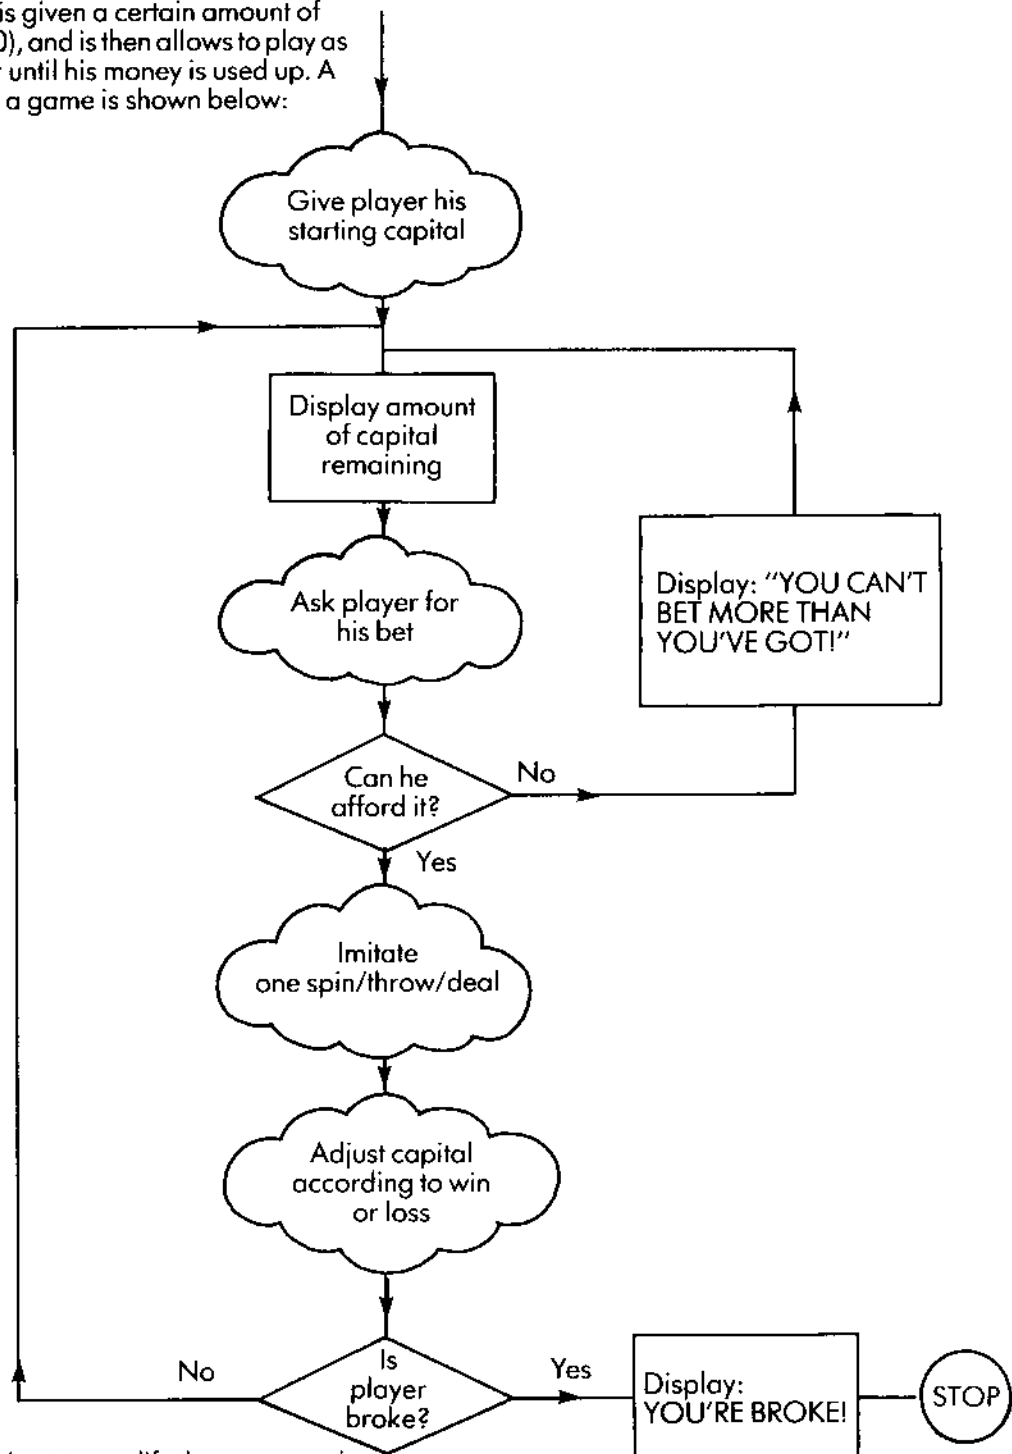 is given a certain amount of
0), and is then allows to play as
until his money is used up. A
a game is shown below:
Give player his
starting capital
Display amount
of capital
remaining
Ask player for
his bet
Display: "YOU CAN'T
BET MORE THAN
YOU'VE GOT!"
Can he
afford it?
No
Yes
Imitate
one spin/throw/deal
Adjust capital
according to win
or loss
Is
player
broke?
No
Yes
Display:
YOU'RE BROKE!
STOP